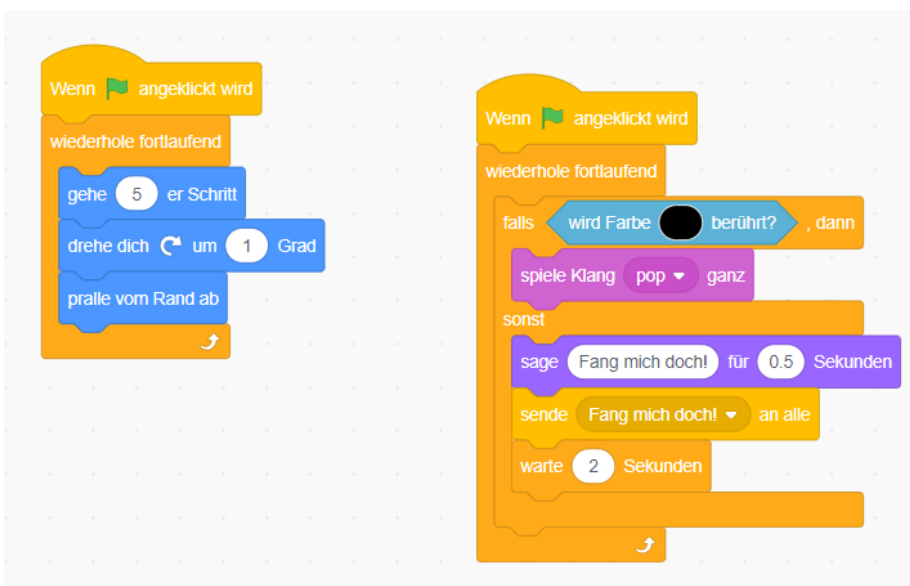 Wenn angeklickt wird
wiederhole fortlaufend
gehe 5 er Schritt
drehe dich um 1 Grad
pralle vom Rand ab
Wenn angeklickt wird
wiederhole fortlaufend
falls wird Farbe berührt? , dann
spiele Klang pop ganz
sonst
sage Fang mich doch! für 0.5 Sekunden
sende Fang mich doch! an alle
warte 2 Sekunden